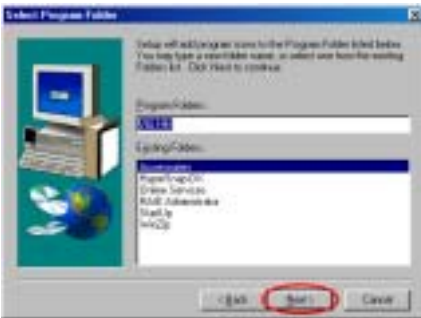 Select Program Folder
Setup will add program icons to the Program Folder listed below.
You may type a new folder name, or select one from the existing
Folders list. Click Next to continue.
Program Folders:
Existing Folders:
Accessories
HyperSnap-DX
Online Services
RAID Administrator
StartUp
WinZip
< Back
Next >
Cancel